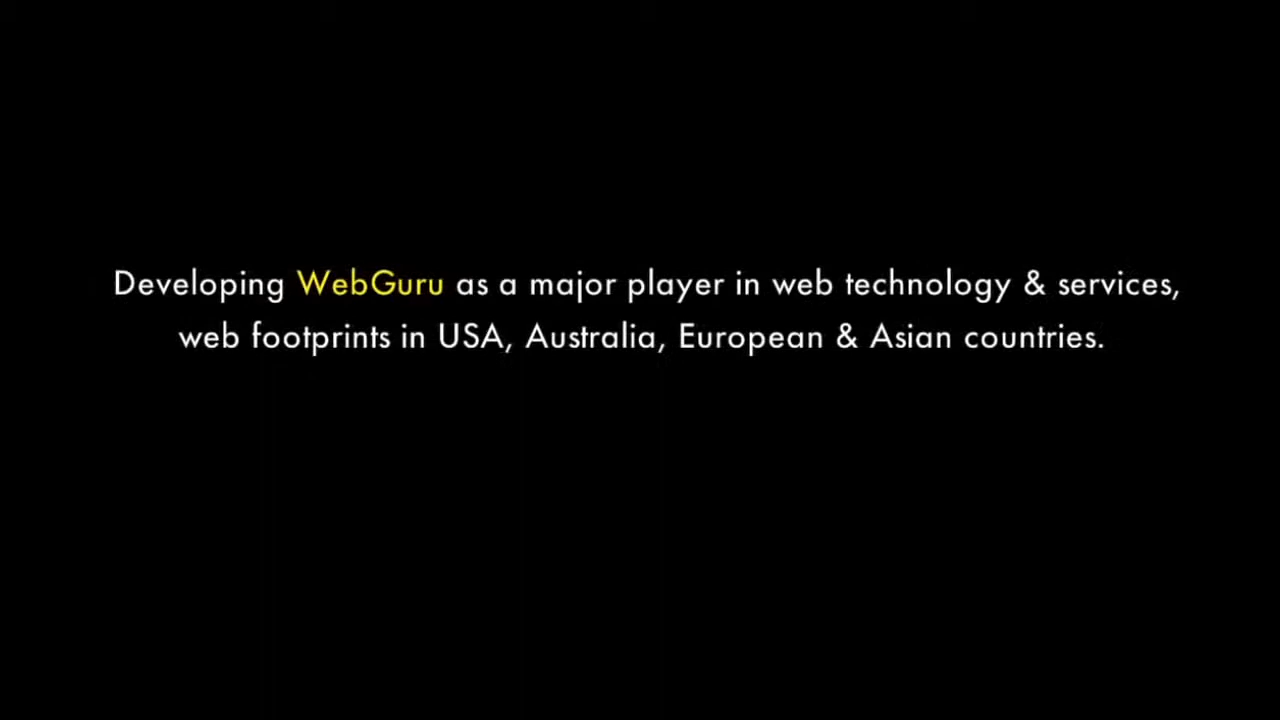 Developing WebGuru as a major player in web technology & services,
web footprints in USA, Australia, European & Asian countries.